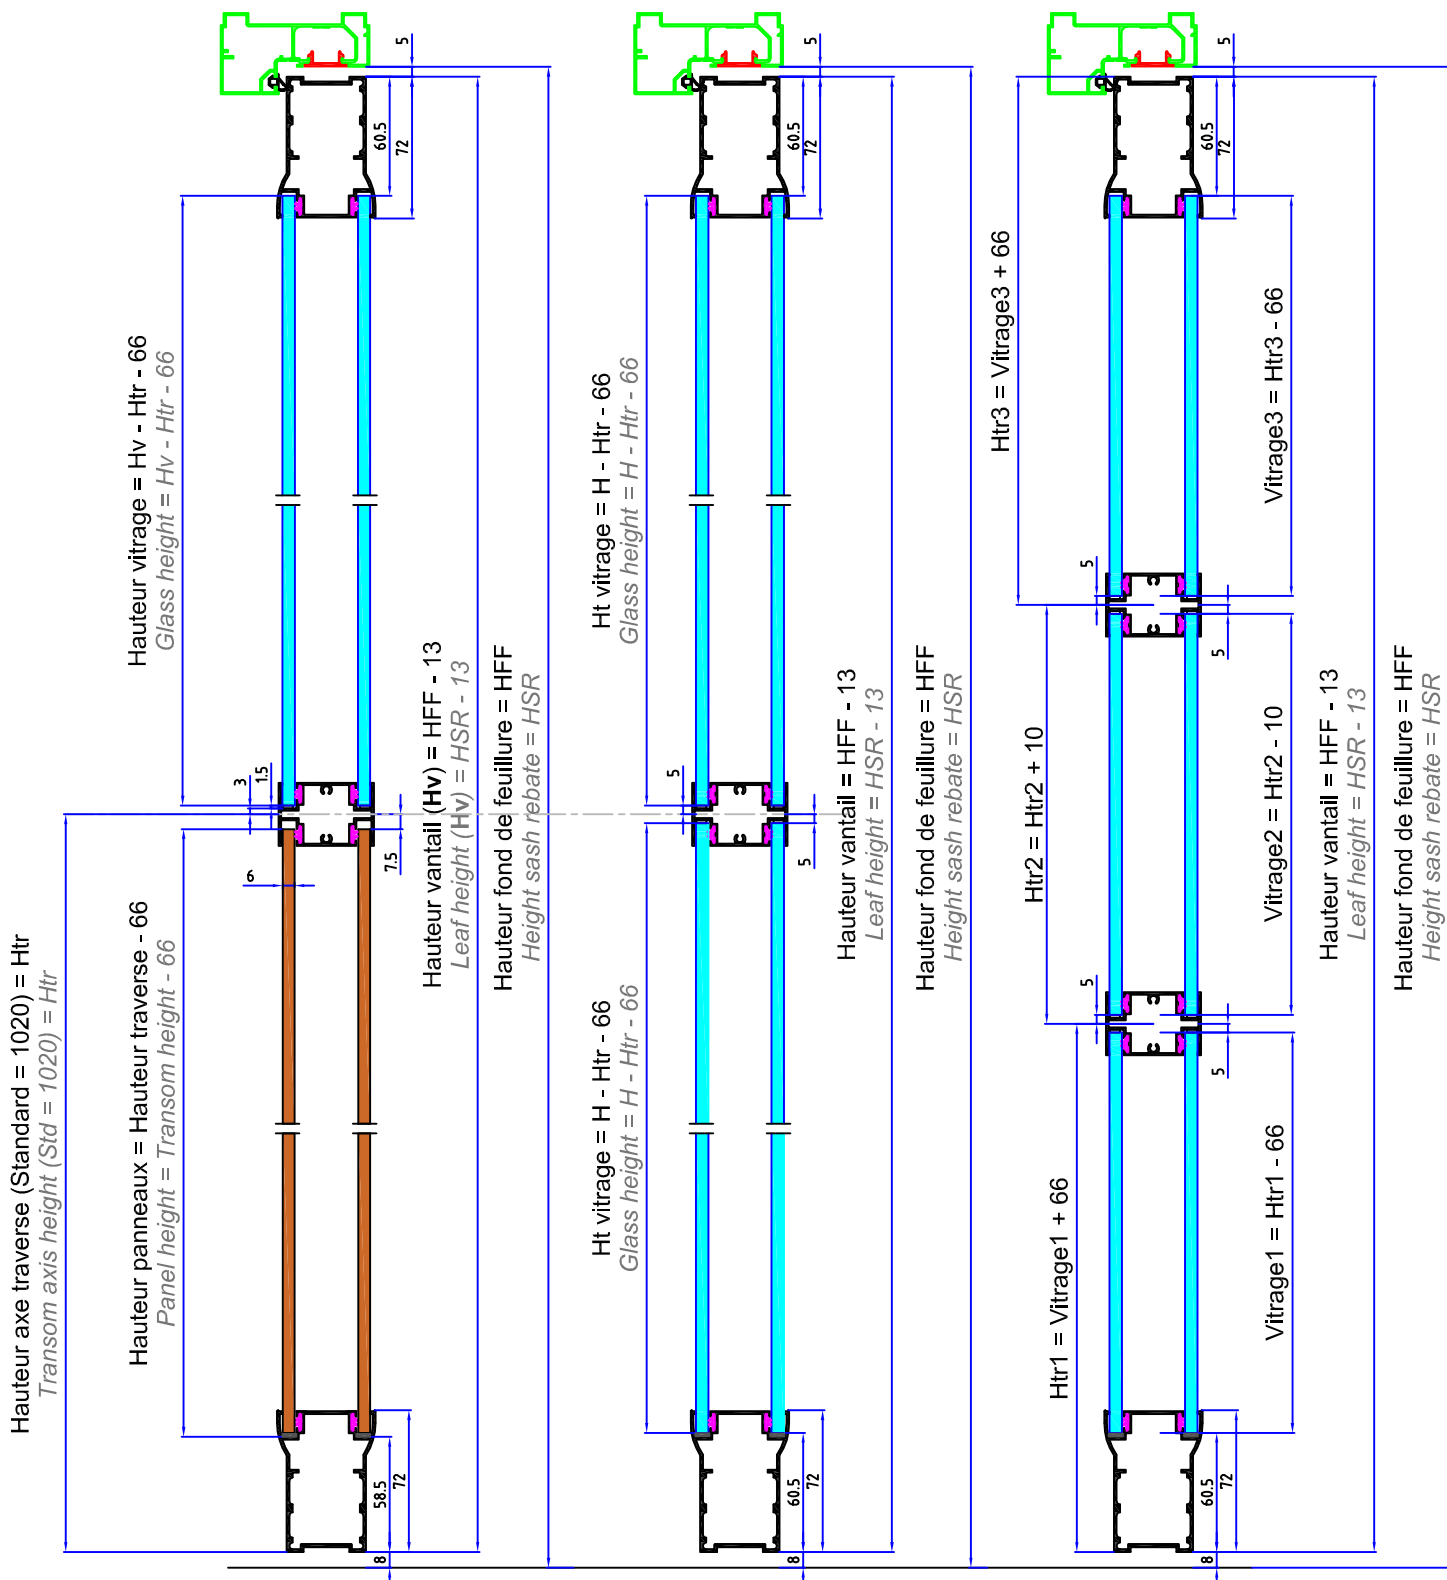 Hauteur axe traverse (Standard = 1020) = Htr
Transom axis height (Std = 1020) = Htr
Hauteur vitrage = Hv - Htr - 66
Glass height = Hv - Htr - 66
Hauteur panneaux = Hauteur traverse - 66
Panel height = Transom height - 66
5
60.5
72
3
1.5
6
7.5
58.5
72
8
Hauteur vantail (Hv) = HFF - 13
Leaf height (Hv) = HSR - 13
Hauteur fond de feuillure = HFF
Height sash rebate = HSR
Ht vitrage = H - Htr - 66
Glass height = H - Htr - 66
Ht vitrage = H - Htr - 66
Glass height = H - Htr - 66
5
60.5
72
5
5
60.5
72
8
Hauteur vantail = HFF - 13
Leaf height = HSR - 13
Hauteur fond de feuillure = HFF
Height sash rebate = HSR
Htr3 = Vitrage3 + 66
Htr2 = Htr2 + 10
Htr1 = Vitrage1 + 66
5
60.5
72
5
5
5
5
60.5
72
8
Vitrage3 = Htr3 - 66
Vitrage2 = Htr2 - 10
Vitrage1 = Htr1 - 66
Hauteur vantail = HFF - 13
Leaf height = HSR - 13
Hauteur fond de feuillure = HFF
Height sash rebate = HSR